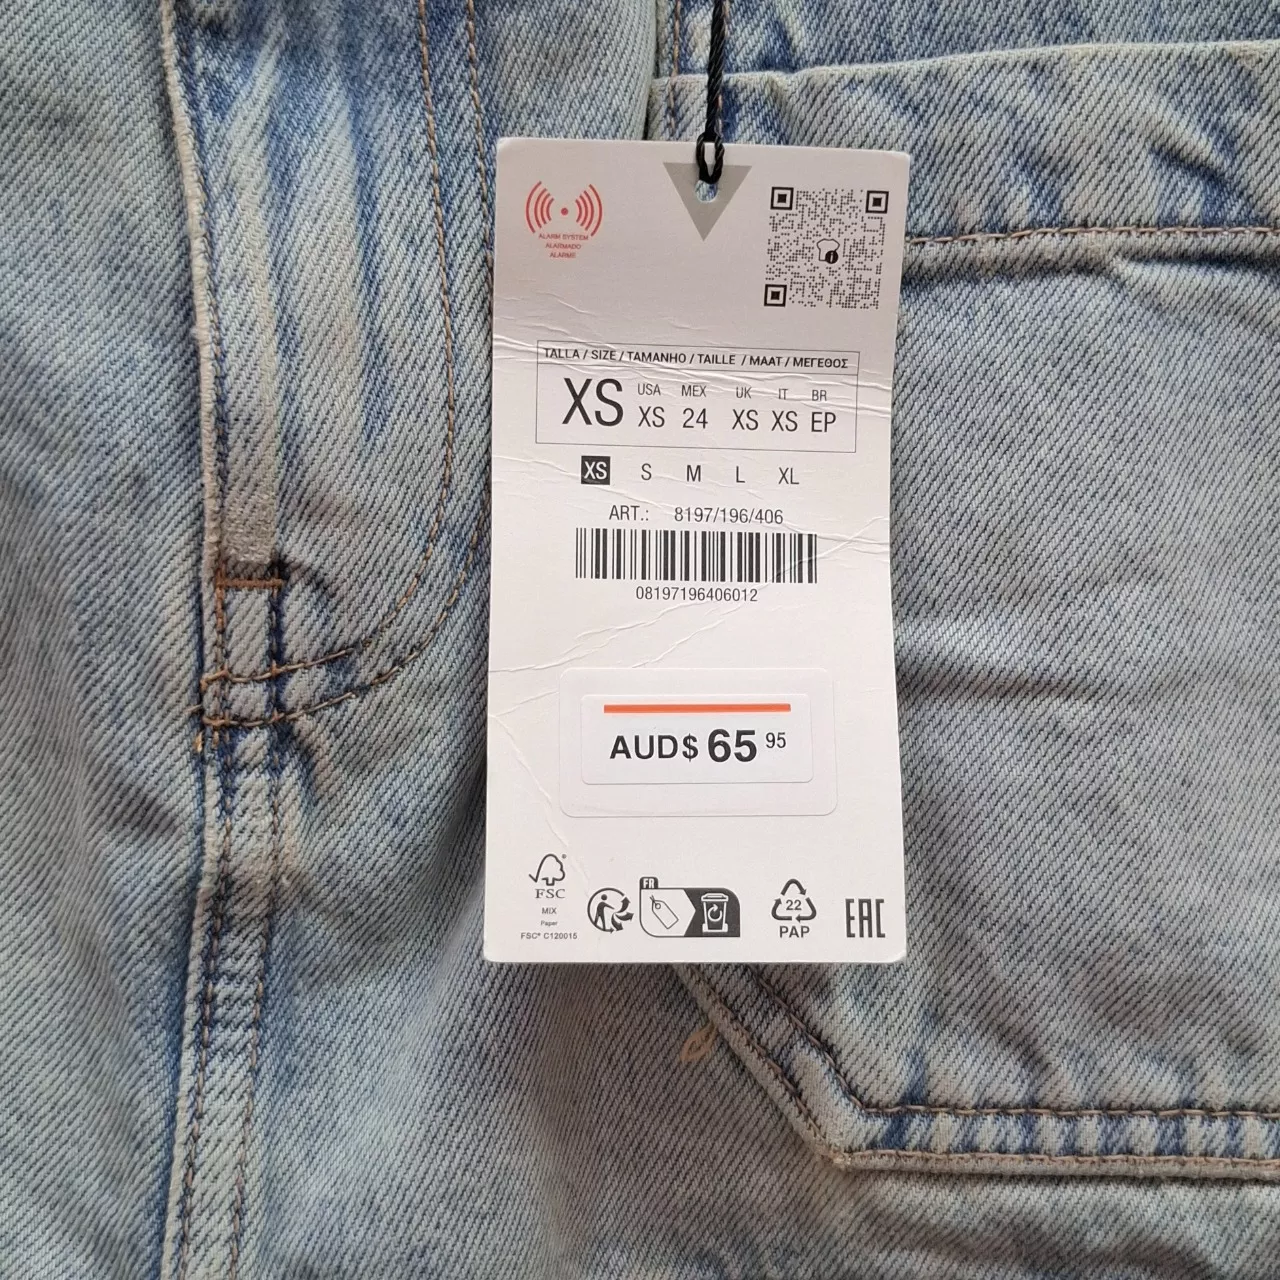 ALARM SYSTEM
ALARMADO
ALARME
TALLA / SIZE / TAMANHO / TAILLE / MAAT / ΜΕΓΕΘΟΣ
USA MEX UK IT BR
XS XS 24 XS XS EP
XS S M L XL
ART.: 8197/196/406
08197196406012
AUD$ 65 95
FSC
MIX
Paper
FSC® C120015
FR
22
PAP
EAC